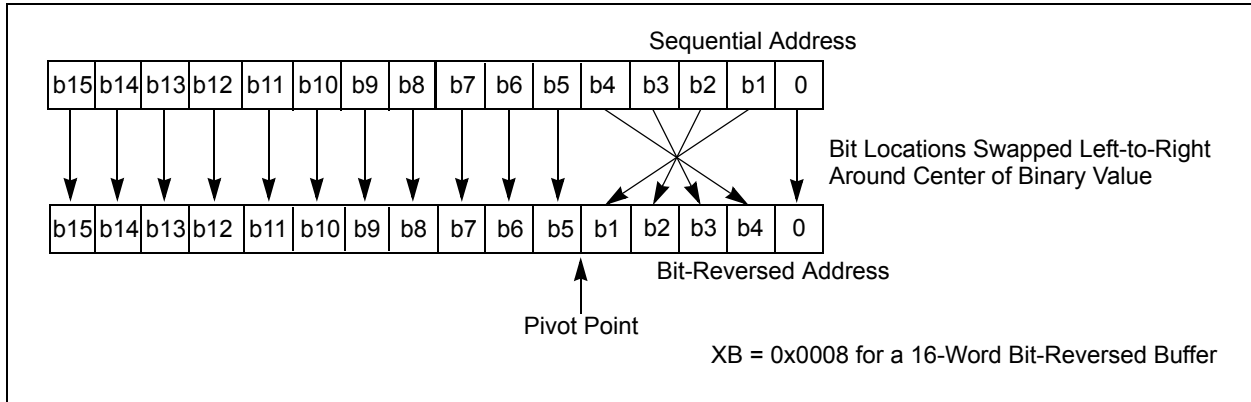 Sequential Address
b15 b14 b13 b12 b11 b10 b9 b8 b7 b6 b5 b4 b3 b2 b1 0
Bit Locations Swapped Left-to-Right
Around Center of Binary Value
b15 b14 b13 b12 b11 b10 b9 b8 b7 b6 b5 b1 b2 b3 b4 0
Bit-Reversed Address
Pivot Point
XB = 0x0008 for a 16-Word Bit-Reversed Buffer